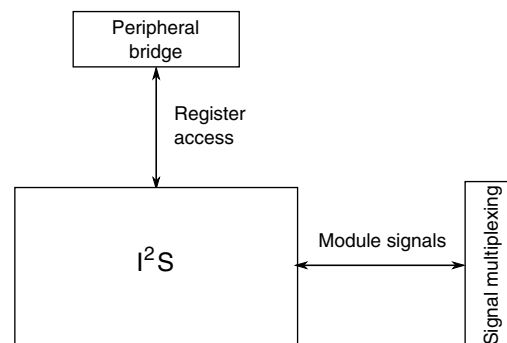 Peripheral
bridge
Register
access
I²S
Module signals
Signal multiplexing